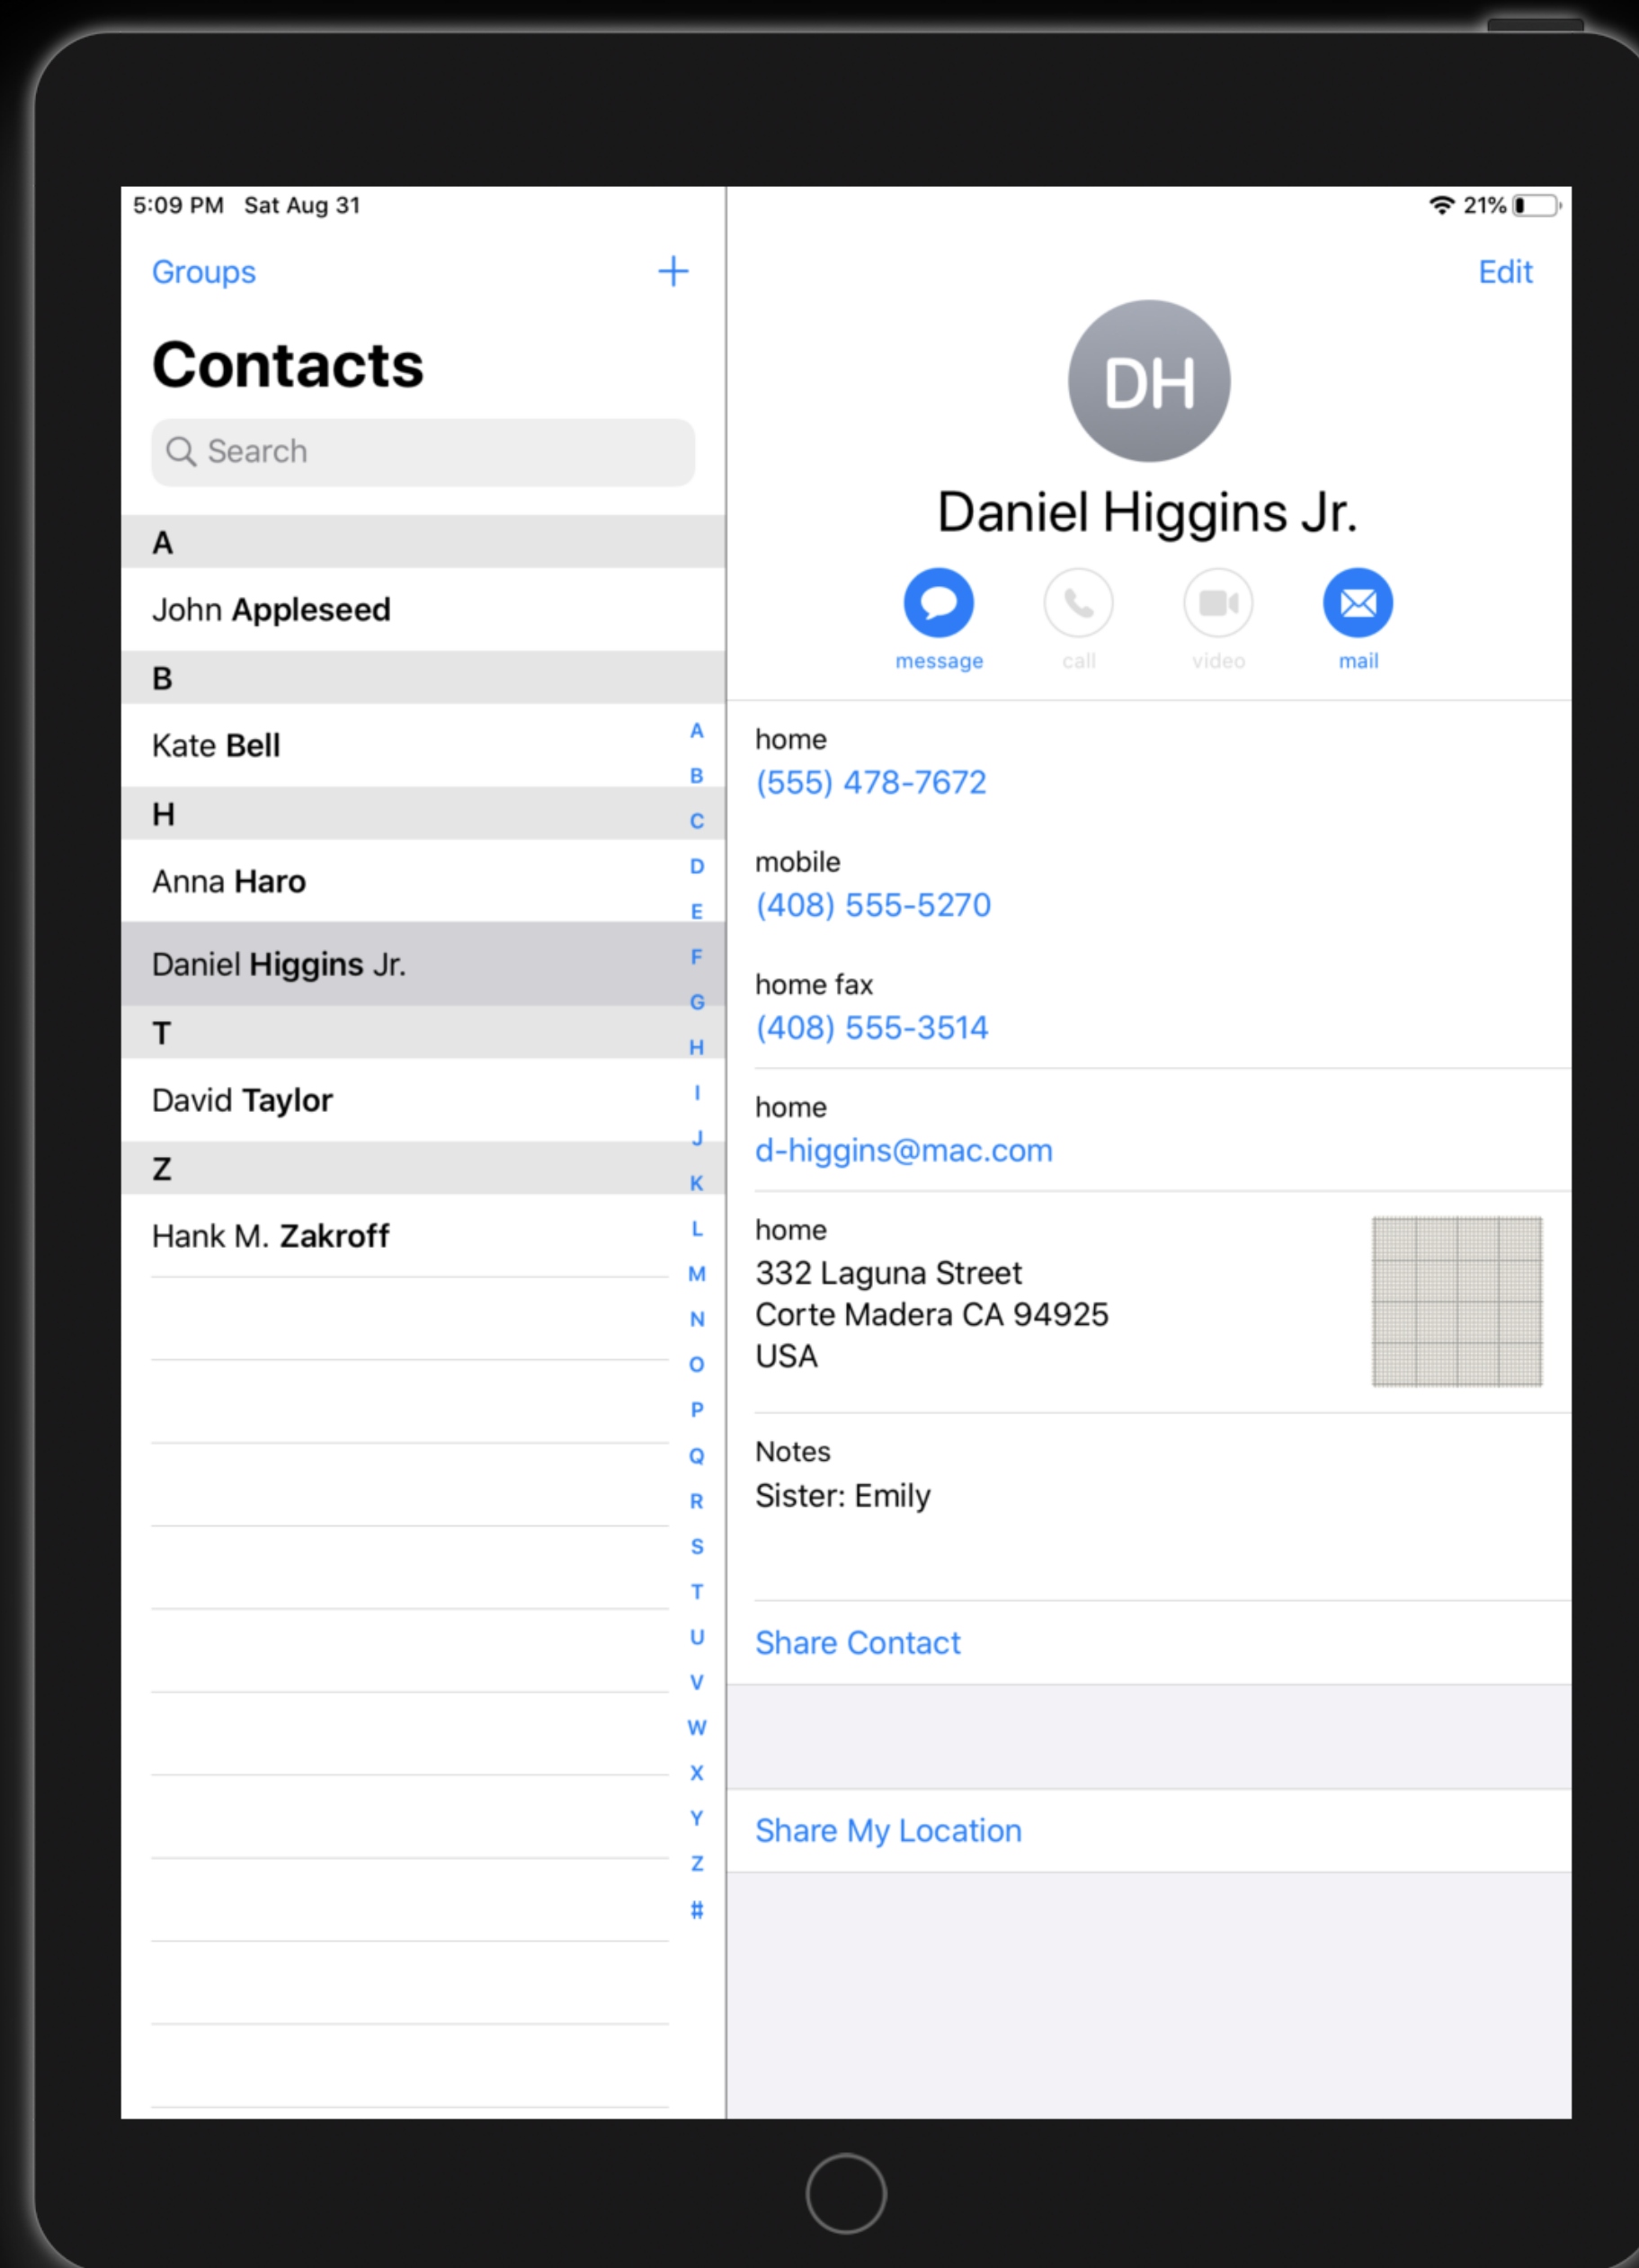 5:09 PM Sat Aug 31
21%
Groups
+
Contacts
Search
A
John Appleseed
B
Kate Bell
H
Anna Haro
Daniel Higgins Jr.
T
David Taylor
Z
Hank M. Zakroff
A
B
C
D
E
F
G
H
I
J
K
L
M
N
O
P
Q
R
S
T
U
V
W
X
Y
Z
#
Edit
DH
Daniel Higgins Jr.
message call video mail
home
(555) 478-7672
mobile
(408) 555-5270
home fax
(408) 555-3514
home
d-higgins@mac.com
home
332 Laguna Street
Corte Madera CA 94925
USA
Notes
Sister: Emily
Share Contact
Share My Location